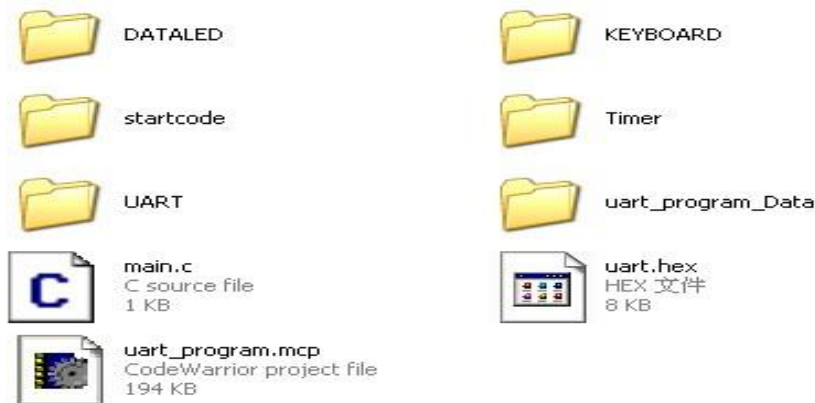 DATALED
KEYBOARD
startcode
Timer
UART
uart_program_Data
main.c
C source file
1 KB
uart.hex
HEX 文件
8 KB
uart_program.mcp
CodeWarrior project file
194 KB